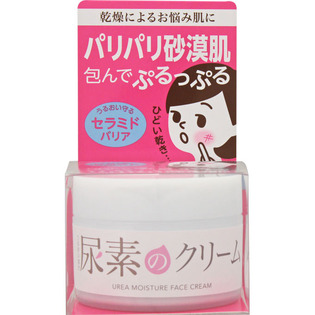 乾燥によるお悩み肌に
パリパリ砂漠肌
包んでぷるっぷる
うるおい守る
セラミド
バリア
ひどい乾き…
尿素のクリーム
UREA MOISTURE FACE CREAM